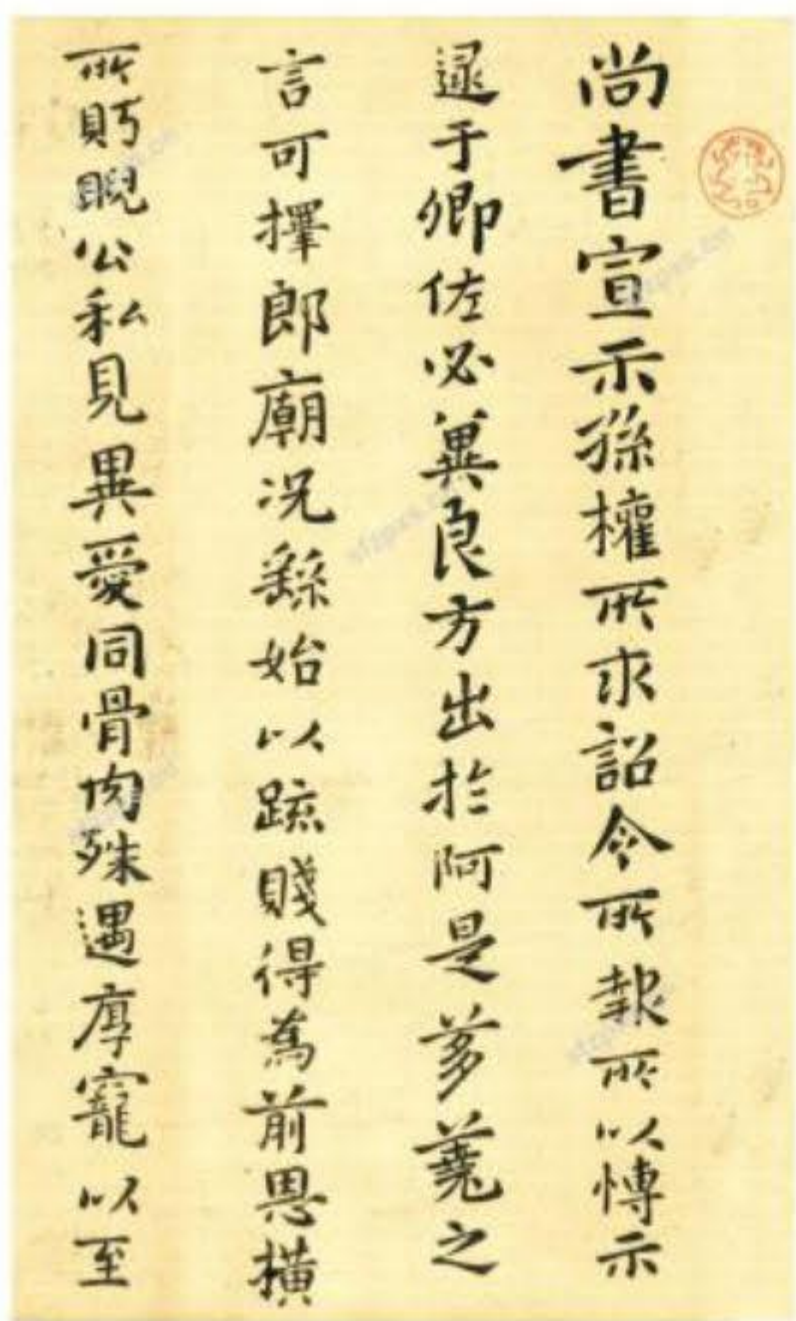 尚書宣示孫權所求詔令所報所以博示
逮于卿佐必冀良方出於阿是芻蕘之
言可擇郎廟況繇始以疏賤得為前恩橫
所眄睨公私見異愛同骨肉殊遇厚寵以至